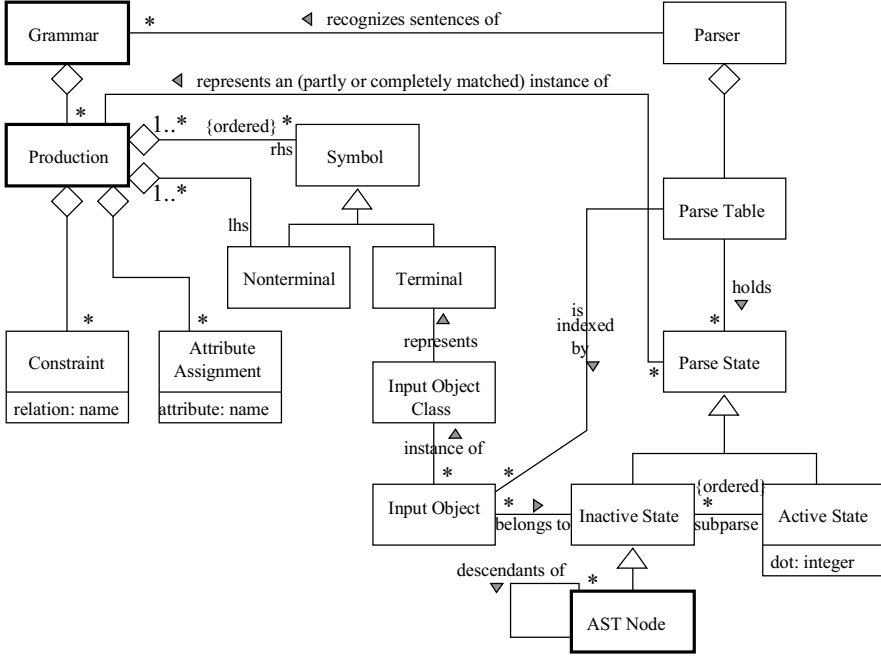 Grammar
*
recognizes sentences of
Parser
represents an (partly or completely matched) instance of
*
Production
1..*
{ordered} *
rhs
Symbol
1..*
lhs
Parse Table
Nonterminal
Terminal
holds
is
indexed
by
*
*
*
represents
*
Constraint
Attribute
Assignment
Parse State
Input Object
Class
relation: name
attribute: name
instance of
*
*
{ordered}
Input Object
*
belongs to
Inactive State
*
subparse
Active State
dot: integer
descendants of
*
AST Node